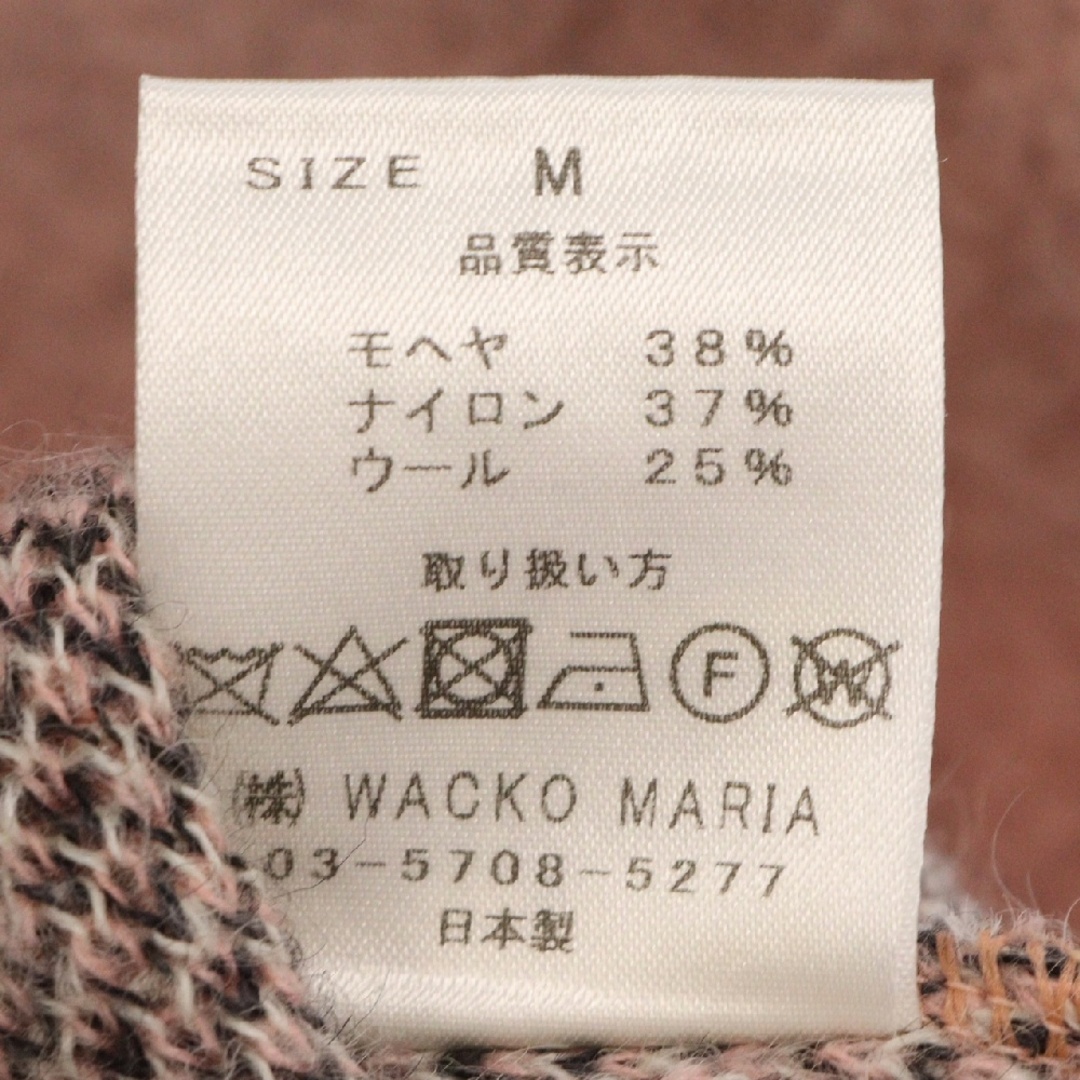 SIZE M
品質表示
モヘヤ 38%
ナイロン 37%
ウール 25%
取り扱い方
F W
㈱ WACKO MARIA
03-5708-5277
日本製